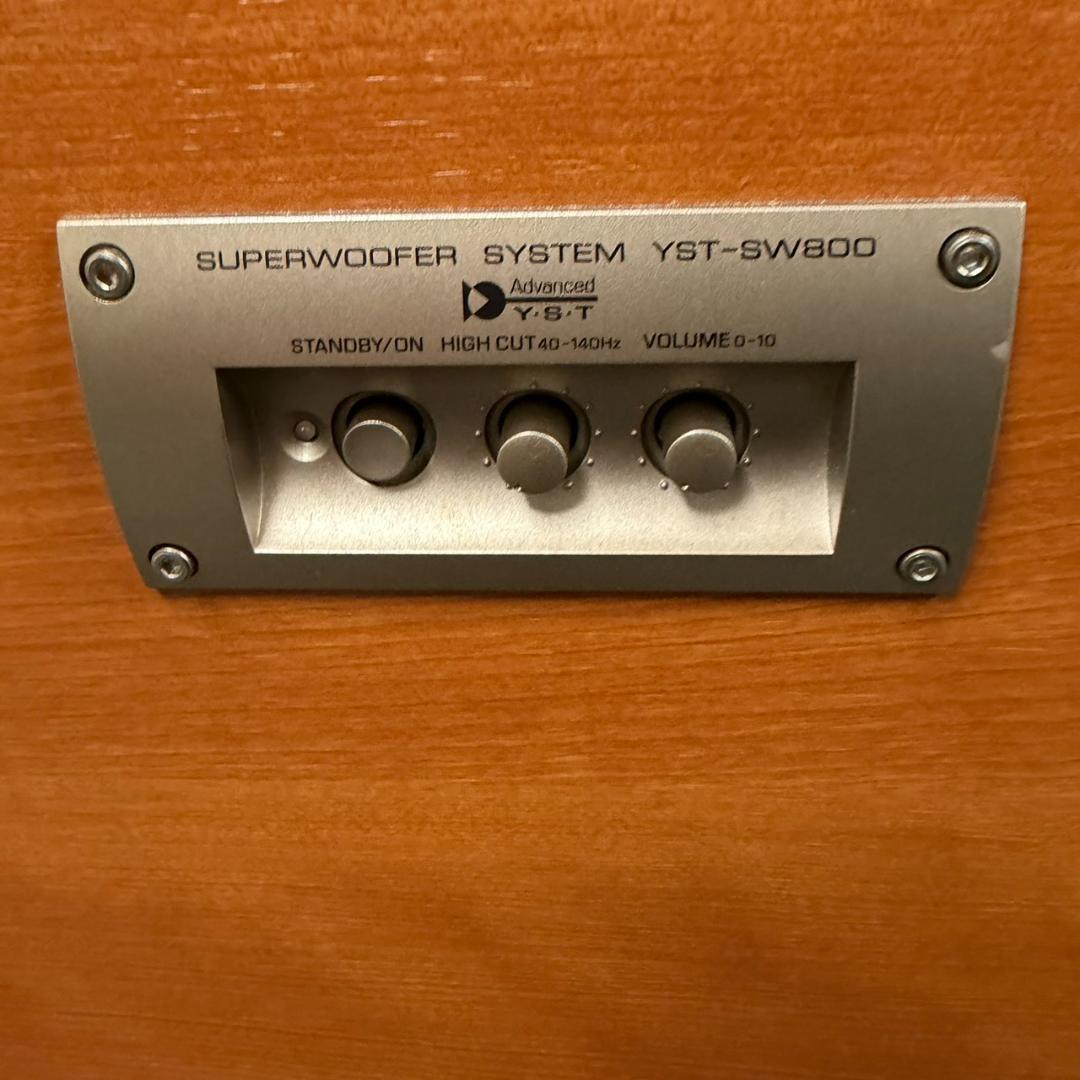 SUPERWOOFER SYSTEM YST-SW800
Advanced
Y·S·T
STANDBY/ON HIGH CUT 40-140Hz VOLUME 0-10